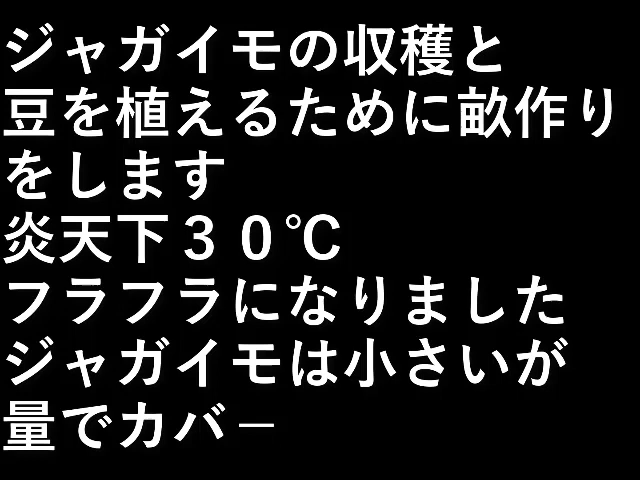 ジャガイモの収穫と
豆を植えるために畝作り
をします
炎天下３０℃
フラフラになりました
ジャガイモは小さいが
量でカバ－